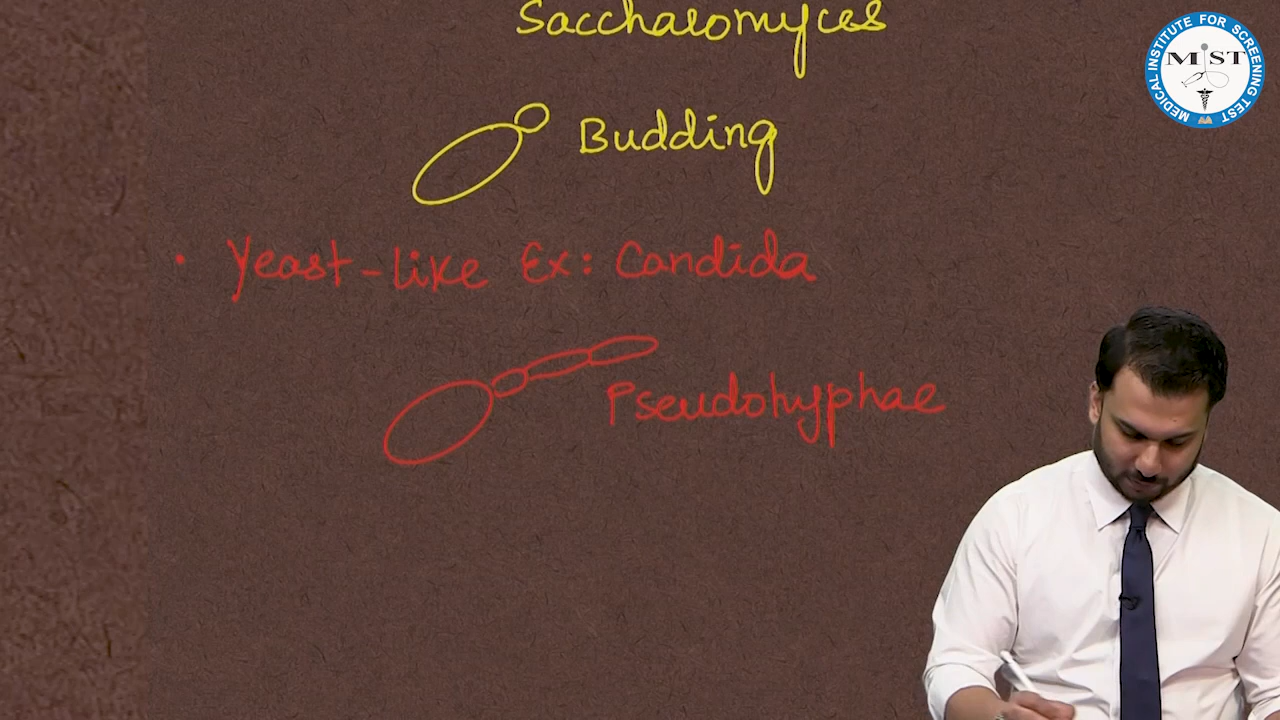 Saccharomyces
Budding
• Yeast-like Ex: Candida
Pseudohyphae
MEDICAL INSTITUTE FOR SCREENING TEST
MIST